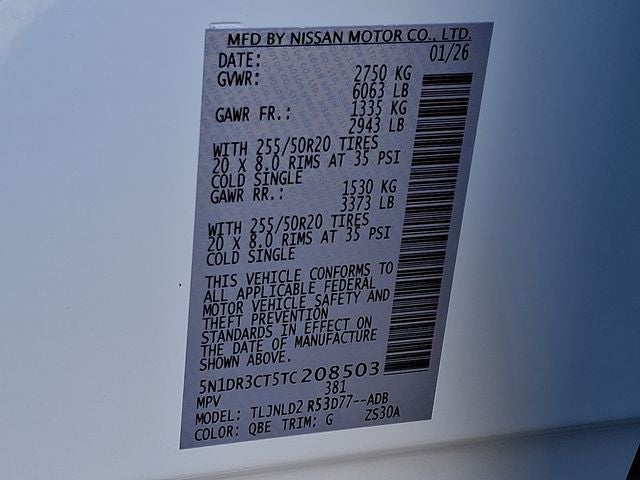 MFD BY NISSAN MOTOR CO., LTD.
DATE: 01/26
GVWR: 2750 KG
6063 LB
GAWR FR.: 1335 KG
2943 LB
WITH 255/50R20 TIRES
20 X 8.0 RIMS AT 35 PSI
COLD SINGLE
GAWR RR.: 1530 KG
3373 LB
WITH 255/50R20 TIRES
20 X 8.0 RIMS AT 35 PSI
COLD SINGLE
THIS VEHICLE CONFORMS TO
ALL APPLICABLE FEDERAL
MOTOR VEHICLE SAFETY AND
THEFT PREVENTION
STANDARDS IN EFFECT ON
THE DATE OF MANUFACTURE
SHOWN ABOVE.
5N1DR3CT5TC208503
MPV 381
MODEL: TLJNLD2 R53D77--ADB
COLOR: QBE TRIM: G ZS30A